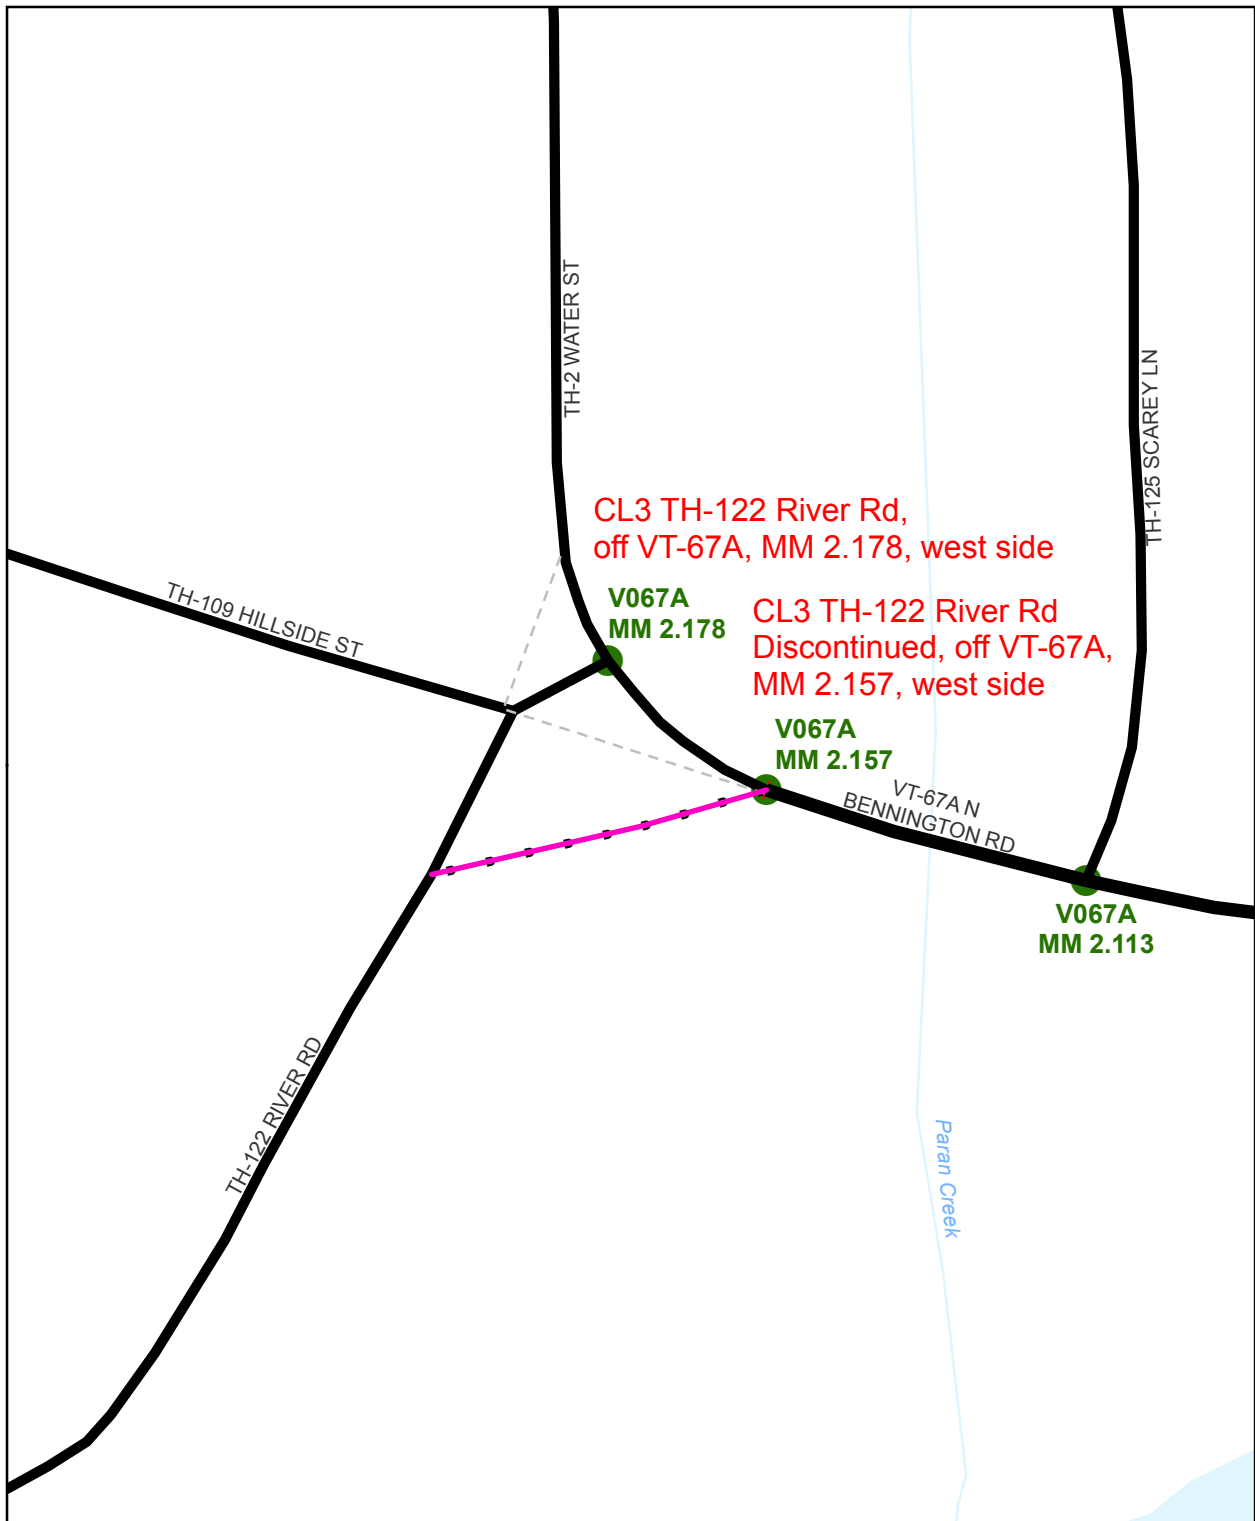 TH-2 WATER ST
TH-125 SCAREY LN
CL3 TH-122 River Rd,
off VT-67A, MM 2.178, west side
TH-109 HILLSIDE ST
V067A
MM 2.178
CL3 TH-122 River Rd
Discontinued, off VT-67A,
MM 2.157, west side
V067A
MM 2.157
VT-67A N
BENNINGTON RD
V067A
MM 2.113
TH-122 RIVER RD
Paran Creek